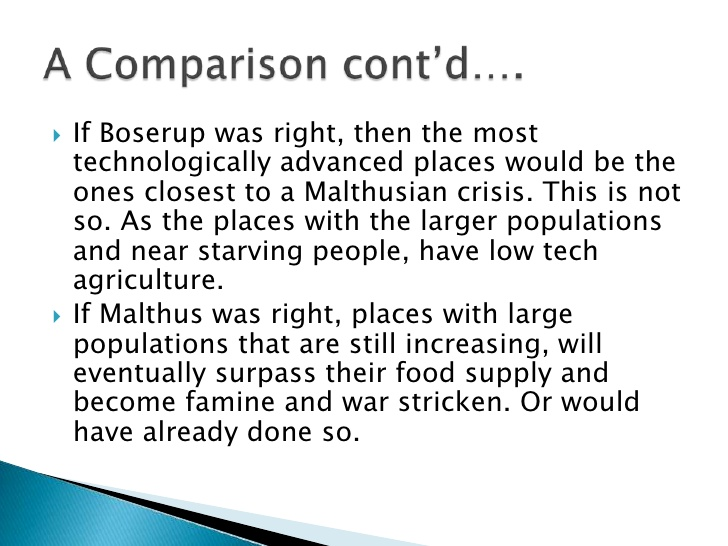 A Comparison cont’d….
If Boserup was right, then the most
technologically advanced places would be the
ones closest to a Malthusian crisis. This is not
so. As the places with the larger populations
and near starving people, have low tech
agriculture.
If Malthus was right, places with large
populations that are still increasing, will
eventually surpass their food supply and
become famine and war stricken. Or would
have already done so.